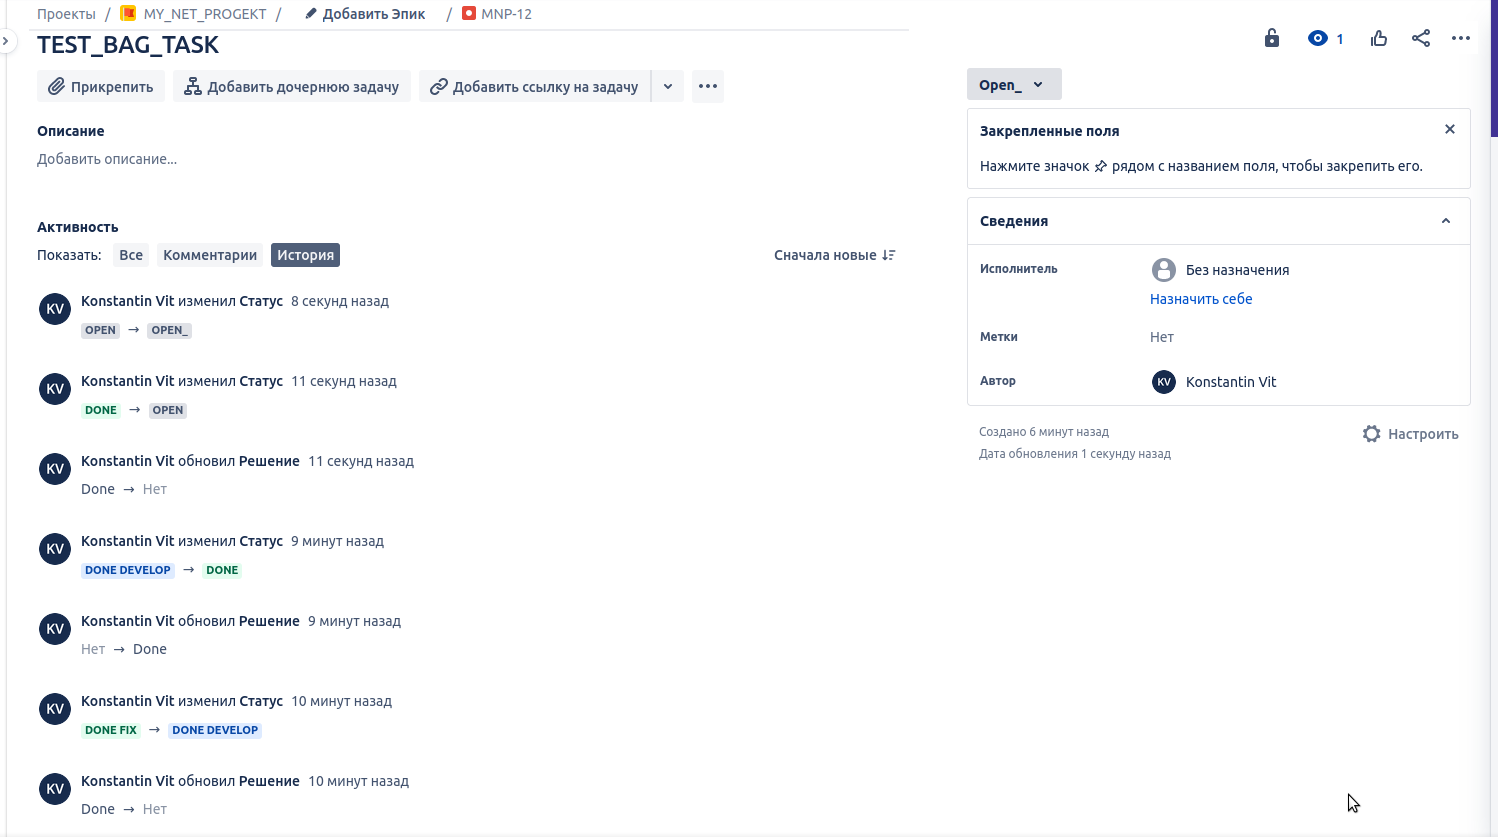 Проекты / MY_NET_PROGEKT / Добавить Эпик / MNP-12
TEST_BAG_TASK
1
Прикрепить
Добавить дочернюю задачу
Добавить ссылку на задачу
Описание
Добавить описание...
Активность
Показать: Все Комментарии История
Сначала новые
KV
Konstantin Vit изменил Статус 8 секунд назад
OPEN → OPEN_
KV
Konstantin Vit изменил Статус 11 секунд назад
DONE → OPEN
KV
Konstantin Vit обновил Решение 11 секунд назад
Done → Нет
KV
Konstantin Vit изменил Статус 9 минут назад
DONE DEVELOP → DONE
KV
Konstantin Vit обновил Решение 9 минут назад
Нет → Done
KV
Konstantin Vit изменил Статус 10 минут назад
DONE FIX → DONE DEVELOP
KV
Konstantin Vit обновил Решение 10 минут назад
Done → Нет
Open_
Закрепленные поля
Нажмите значок рядом с названием поля, чтобы закрепить его.
Сведения
Исполнитель
Без назначения
Назначить себе
Метки
Нет
Автор
KV Konstantin Vit
Создано 6 минут назад
Дата обновления 1 секунду назад
Настроить